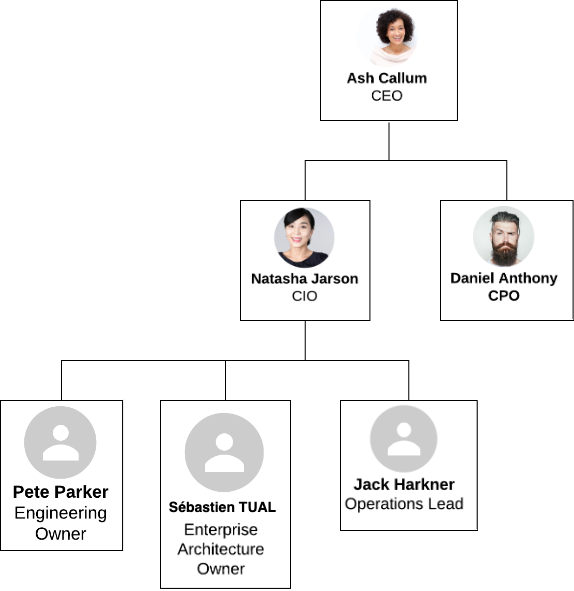 Ash Callum
CEO
Natasha Jarson
CIO
Daniel Anthony
CPO
Pete Parker
Engineering
Owner
Sébastien TUAL
Enterprise
Architecture
Owner
Jack Harkner
Operations Lead